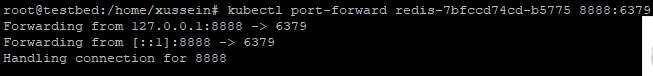 root@testbed:/home/xussein# kubectl port-forward redis-7bfccd74cd-b5775 8888:6379
Forwarding from 127.0.0.1:8888 -> 6379
Forwarding from [::1]:8888 -> 6379
Handling connection for 8888